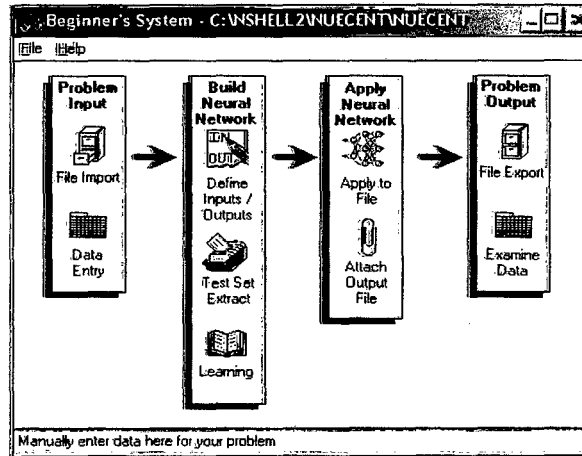 Beginner's System - C:\NSHELL2\NUECENT\NUECENT
File Help
Problem
Input
File Import
Data
Entry
Build
Neural
Network
IN
OUT
Define
Inputs /
Outputs
Test Set
Extract
Learning
Apply
Neural
Network
Apply to
File
Attach
Output
File
Problem
Output
File Export
Examine
Data
Manually enter data here for your problem